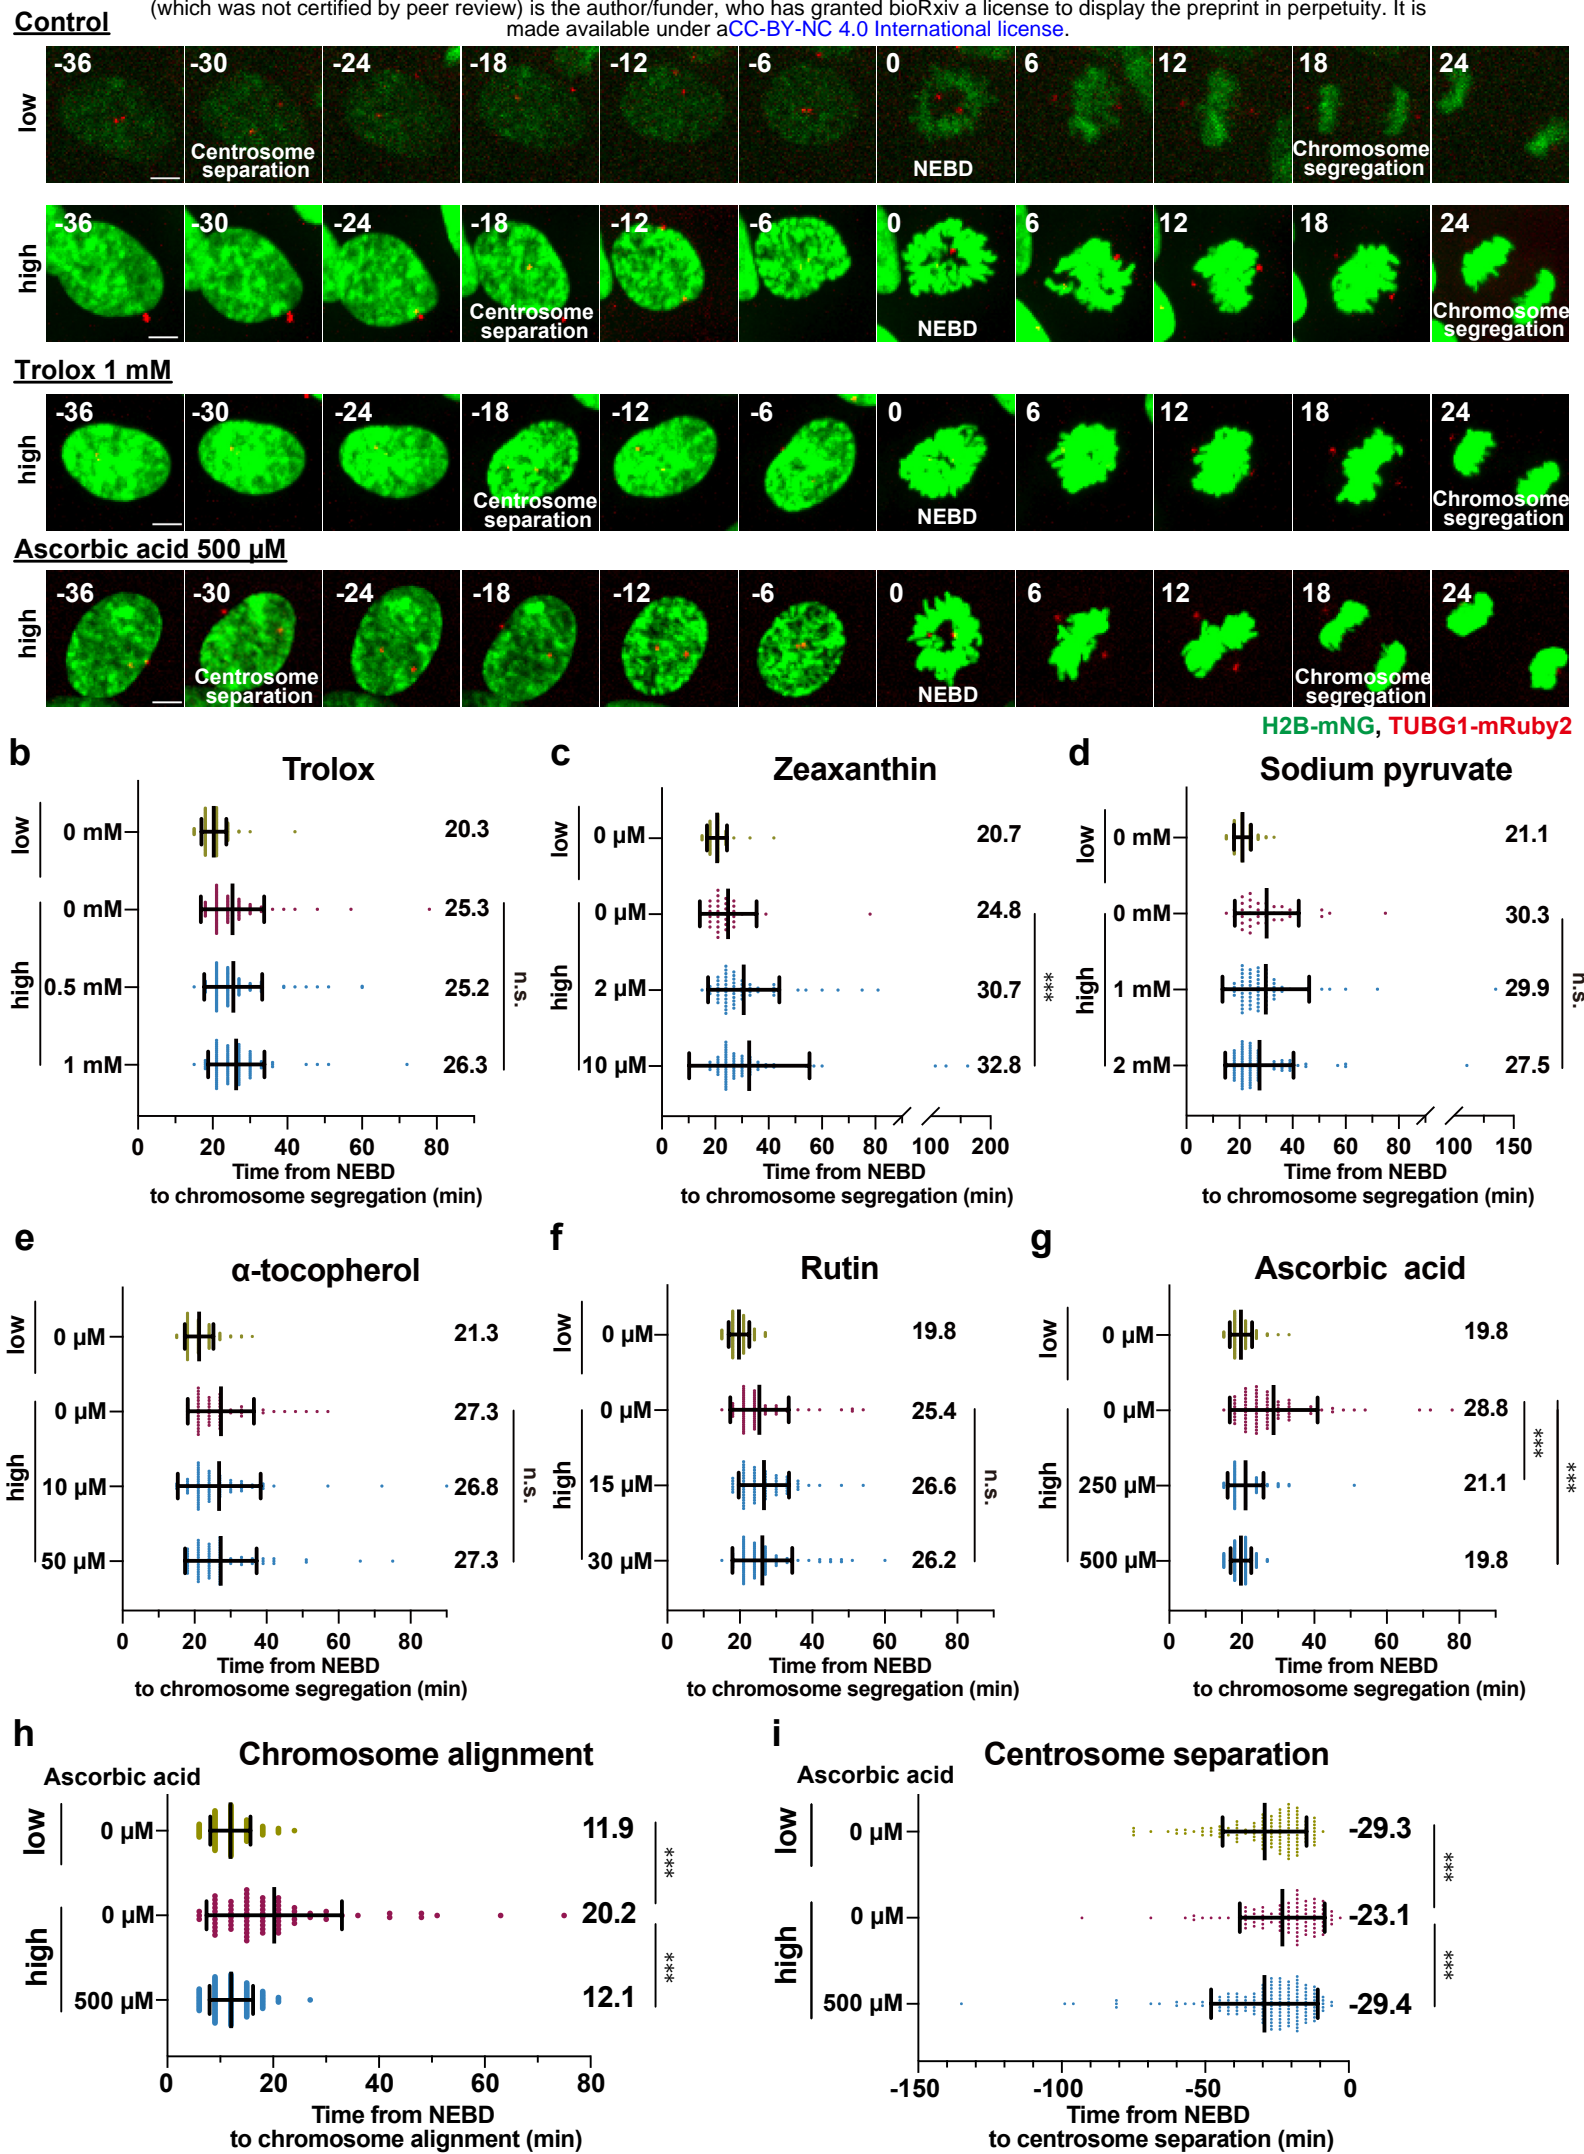 (which was not certified by peer review) is the author/funder, who has granted bioRxiv a license to display the preprint in perpetuity. It is
made available under aCC-BY-NC 4.0 International license.
Control
low
-36 -30 -24 -18 -12 -6 0 6 12 18 24
Centrosome
separation
NEBD
Chromosome
segregation
high
-36 -30 -24 -18 -12 -6 0 6 12 18 24
Centrosome
separation
NEBD
Chromosome
segregation
Trolox 1 mM
high
-36 -30 -24 -18 -12 -6 0 6 12 18 24
Centrosome
separation
NEBD
Chromosome
segregation
Ascorbic acid 500 µM
high
-36 -30 -24 -18 -12 -6 0 6 12 18 24
Centrosome
separation
NEBD
Chromosome
segregation
H2B-mNG, TUBG1-mRuby2
b
Trolox
low
0 mM
20.3
high
0 mM
25.3
0.5 mM
25.2
1 mM
26.3
n.s.
0 20 40 60 80
Time from NEBD
to chromosome segregation (min)
c
Zeaxanthin
low
0 µM
20.7
high
0 µM
24.8
2 µM
30.7
10 µM
32.8
***
0 20 40 60 80 100 200
Time from NEBD
to chromosome segregation (min)
d
Sodium pyruvate
low
0 mM
21.1
high
0 mM
30.3
1 mM
29.9
2 mM
27.5
n.s.
0 20 40 60 80 100 150
Time from NEBD
to chromosome segregation (min)
e
α-tocopherol
low
0 µM
21.3
high
0 µM
27.3
10 µM
26.8
50 µM
27.3
n.s.
0 20 40 60 80
Time from NEBD
to chromosome segregation (min)
f
Rutin
low
0 µM
19.8
high
0 µM
25.4
15 µM
26.6
30 µM
26.2
n.s.
0 20 40 60 80
Time from NEBD
to chromosome segregation (min)
g
Ascorbic acid
low
0 µM
19.8
high
0 µM
28.8
250 µM
21.1
500 µM
19.8
***
***
0 20 40 60 80
Time from NEBD
to chromosome segregation (min)
h
Chromosome alignment
Ascorbic acid
low
0 µM
11.9
high
0 µM
20.2
500 µM
12.1
***
***
0 20 40 60 80
Time from NEBD
to chromosome alignment (min)
i
Centrosome separation
Ascorbic acid
low
0 µM
-29.3
high
0 µM
-23.1
500 µM
-29.4
***
***
-150 -100 -50 0
Time from NEBD
to centrosome separation (min)